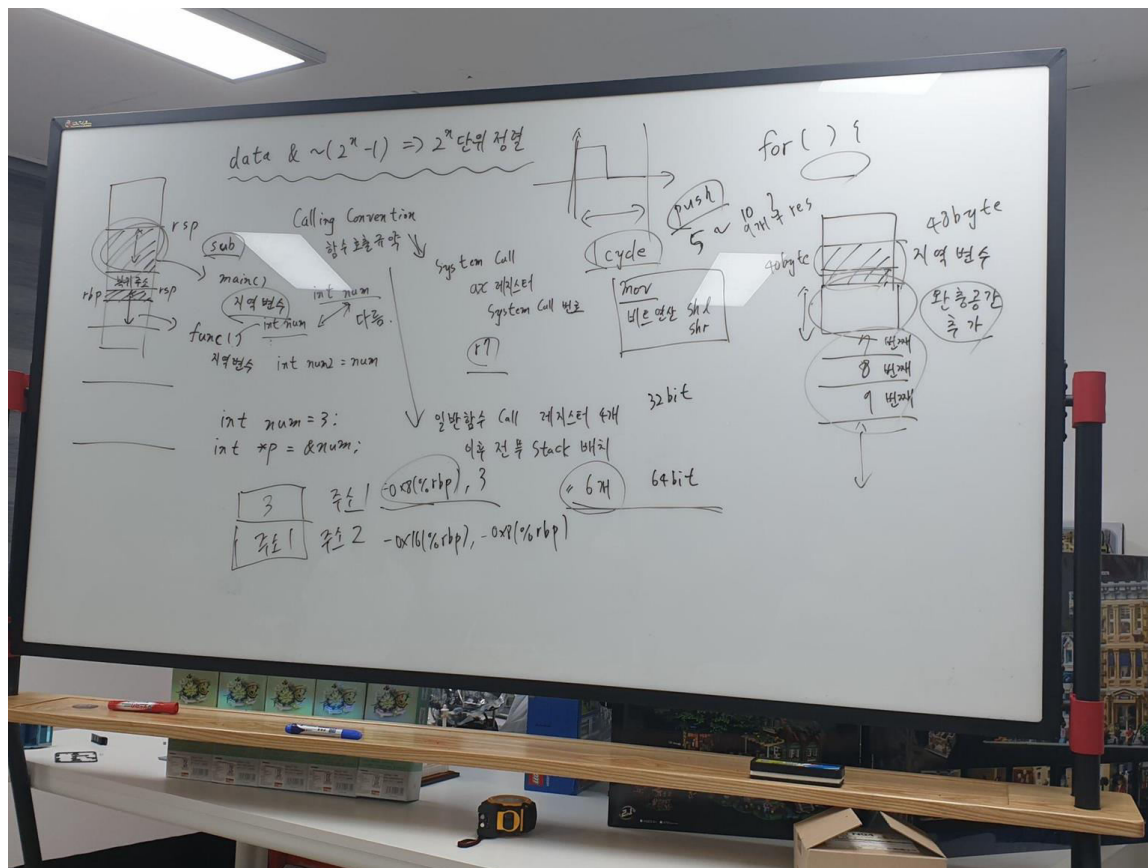 data & ~(2ⁿ-1) => 2ⁿ단위 정렬
rsp
sub
복귀주소
rbp
rsp
main()
지역변수
int num
func()
int num
다름.
지역변수 int num2 = num
Calling Convention
함수 호출 규약
System Call
레지스터
System Call 번호
r7
cycle
push
5 ~ 10
mov
비트연산 shl
shr
for ( ) {
48byte
지역 변수
40byte
완충공간
추가
7 번째
8 번째
9 번째
int num = 3;
int *p = &num;
일반함수 Call 레지스터 4개
32bit
이후 전부 Stack 배치
" 6개
64bit
3
주소1
-0x8(%rbp), 3
주소1
주소2
-0x16(%rbp), -0x8(%rbp)